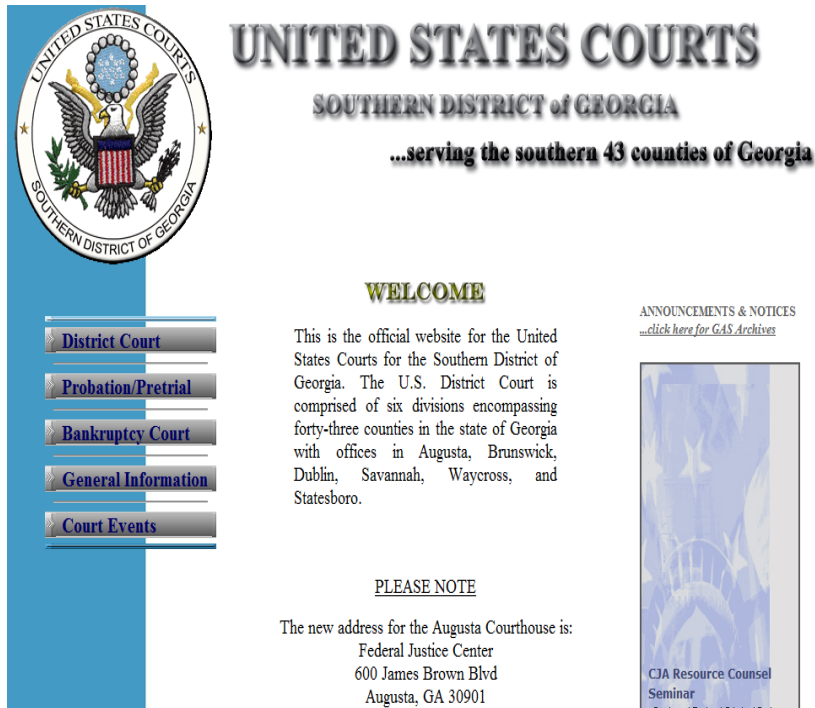 UNITED STATES COURTS
SOUTHERN DISTRICT OF GEORGIA
UNITED STATES COURTS
SOUTHERN DISTRICT of GEORGIA
...serving the southern 43 counties of Georgia
District Court
Probation/Pretrial
Bankruptcy Court
General Information
Court Events
WELCOME
This is the official website for the United
States Courts for the Southern District of
Georgia. The U.S. District Court is
comprised of six divisions encompassing
forty-three counties in the state of Georgia
with offices in Augusta, Brunswick,
Dublin, Savannah, Waycross, and
Statesboro.
PLEASE NOTE
The new address for the Augusta Courthouse is:
Federal Justice Center
600 James Brown Blvd
Augusta, GA 30901
ANNOUNCEMENTS & NOTICES
...click here for GAS Archives
CJA Resource Counsel
Seminar